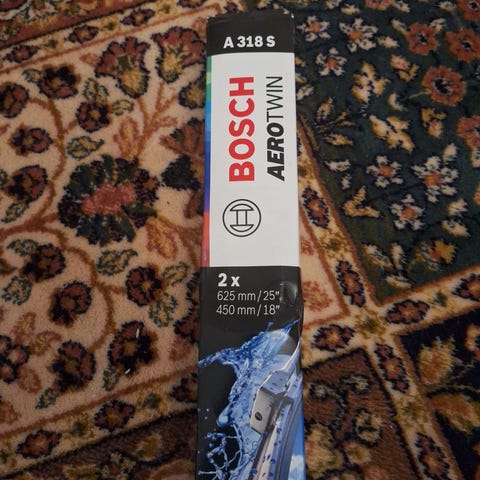 A 318 S
BOSCH
AEROTWIN
2 x
625 mm / 25"
450 mm / 18"